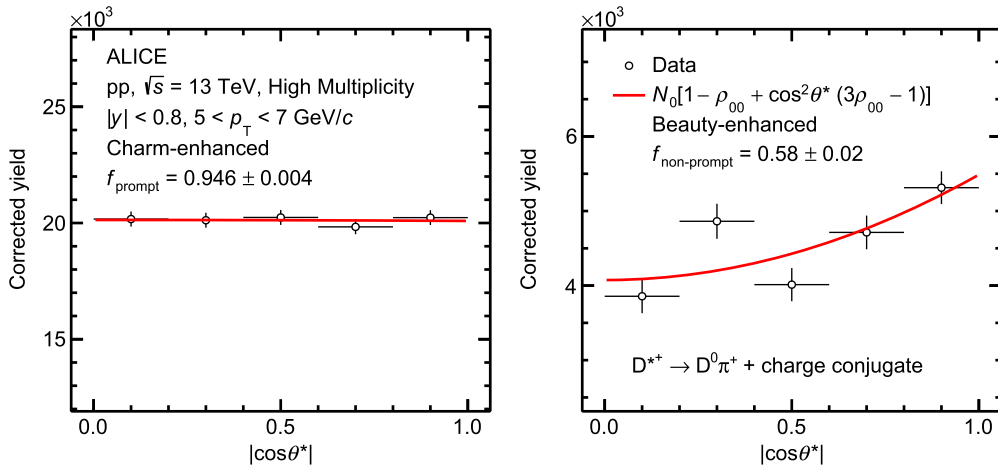 ×10³
ALICE
pp, √s = 13 TeV, High Multiplicity
|y| < 0.8, 5 < p_T < 7 GeV/c
Charm-enhanced
f_prompt = 0.946 ± 0.004
25
20
15
Corrected yield
0.0 0.5 1.0
|cosθ*|
×10³
Data
N₀[1− ρ₀₀ + cos²θ* (3ρ₀₀ − 1)]
Beauty-enhanced
f_non-prompt = 0.58 ± 0.02
6
4
Corrected yield
D*⁺ → D⁰π⁺ + charge conjugate
0.0 0.5 1.0
|cosθ*|